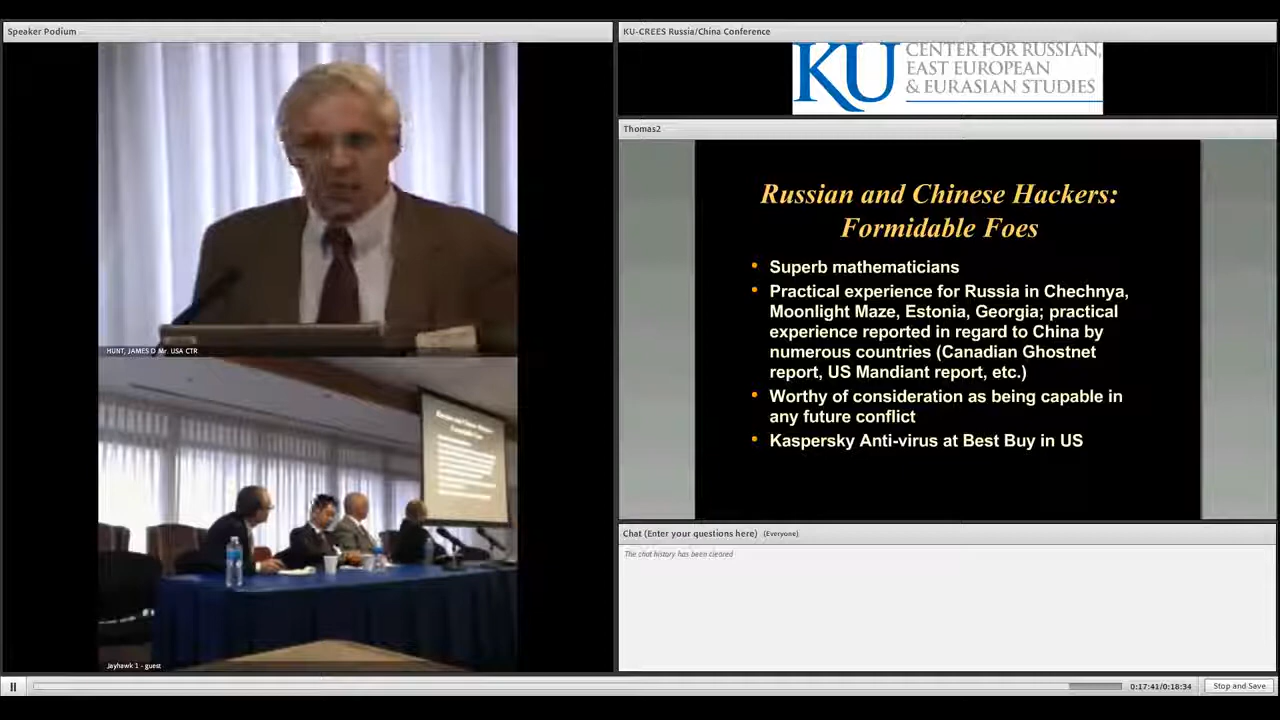 Speaker Podium
HUNT, JAMES D Mr. USA CTR
Jayhawk 1 - guest
KU-CREES Russia/China Conference
KU
CENTER FOR RUSSIAN,
EAST EUROPEAN
& EURASIAN STUDIES
Thomas2
Russian and Chinese Hackers:
Formidable Foes
• Superb mathematicians
• Practical experience for Russia in Chechnya,
Moonlight Maze, Estonia, Georgia; practical
experience reported in regard to China by
numerous countries (Canadian Ghostnet
report, US Mandiant report, etc.)
• Worthy of consideration as being capable in
any future conflict
• Kaspersky Anti-virus at Best Buy in US
Chat (Enter your questions here) (Everyone)
The chat history has been cleared
0:17:41/0:18:34
Stop and Save